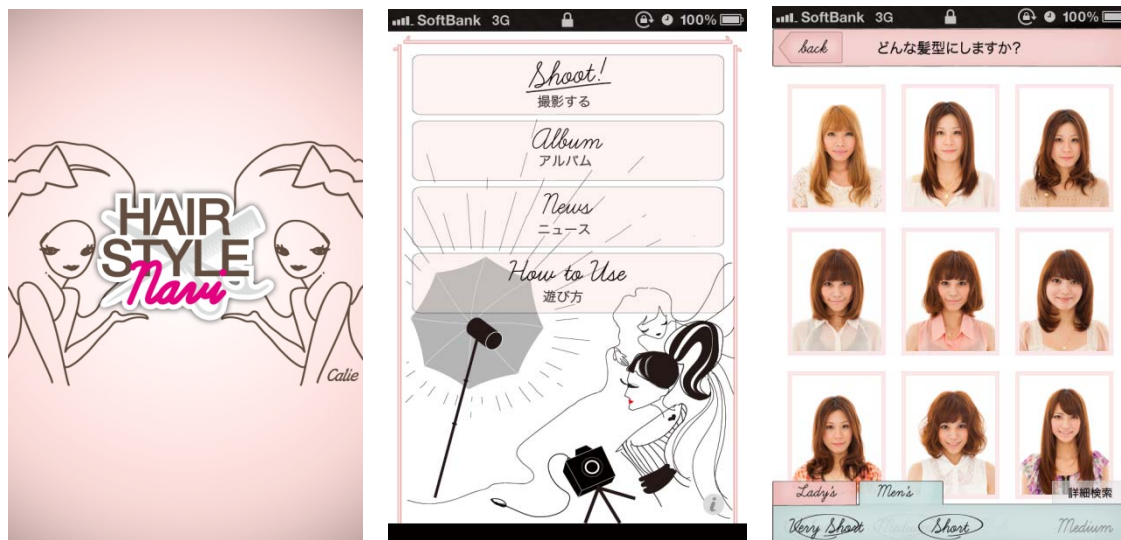 HAIR
STYLE
Navi
Calie
SoftBank 3G 100%
Shoot!
撮影する
Album
アルバム
News
ニュース
How to Use
遊び方
i
SoftBank 3G 100%
back どんな髪型にしますか?
Lady's Men's 詳細検索
Very Short Short Medium